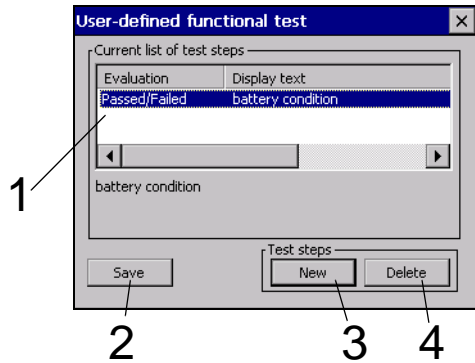 User-defined functional test
Current list of test steps
Evaluation Display text
Passed/Failed battery condition
1
battery condition
Test steps
Save New Delete
2 3 4